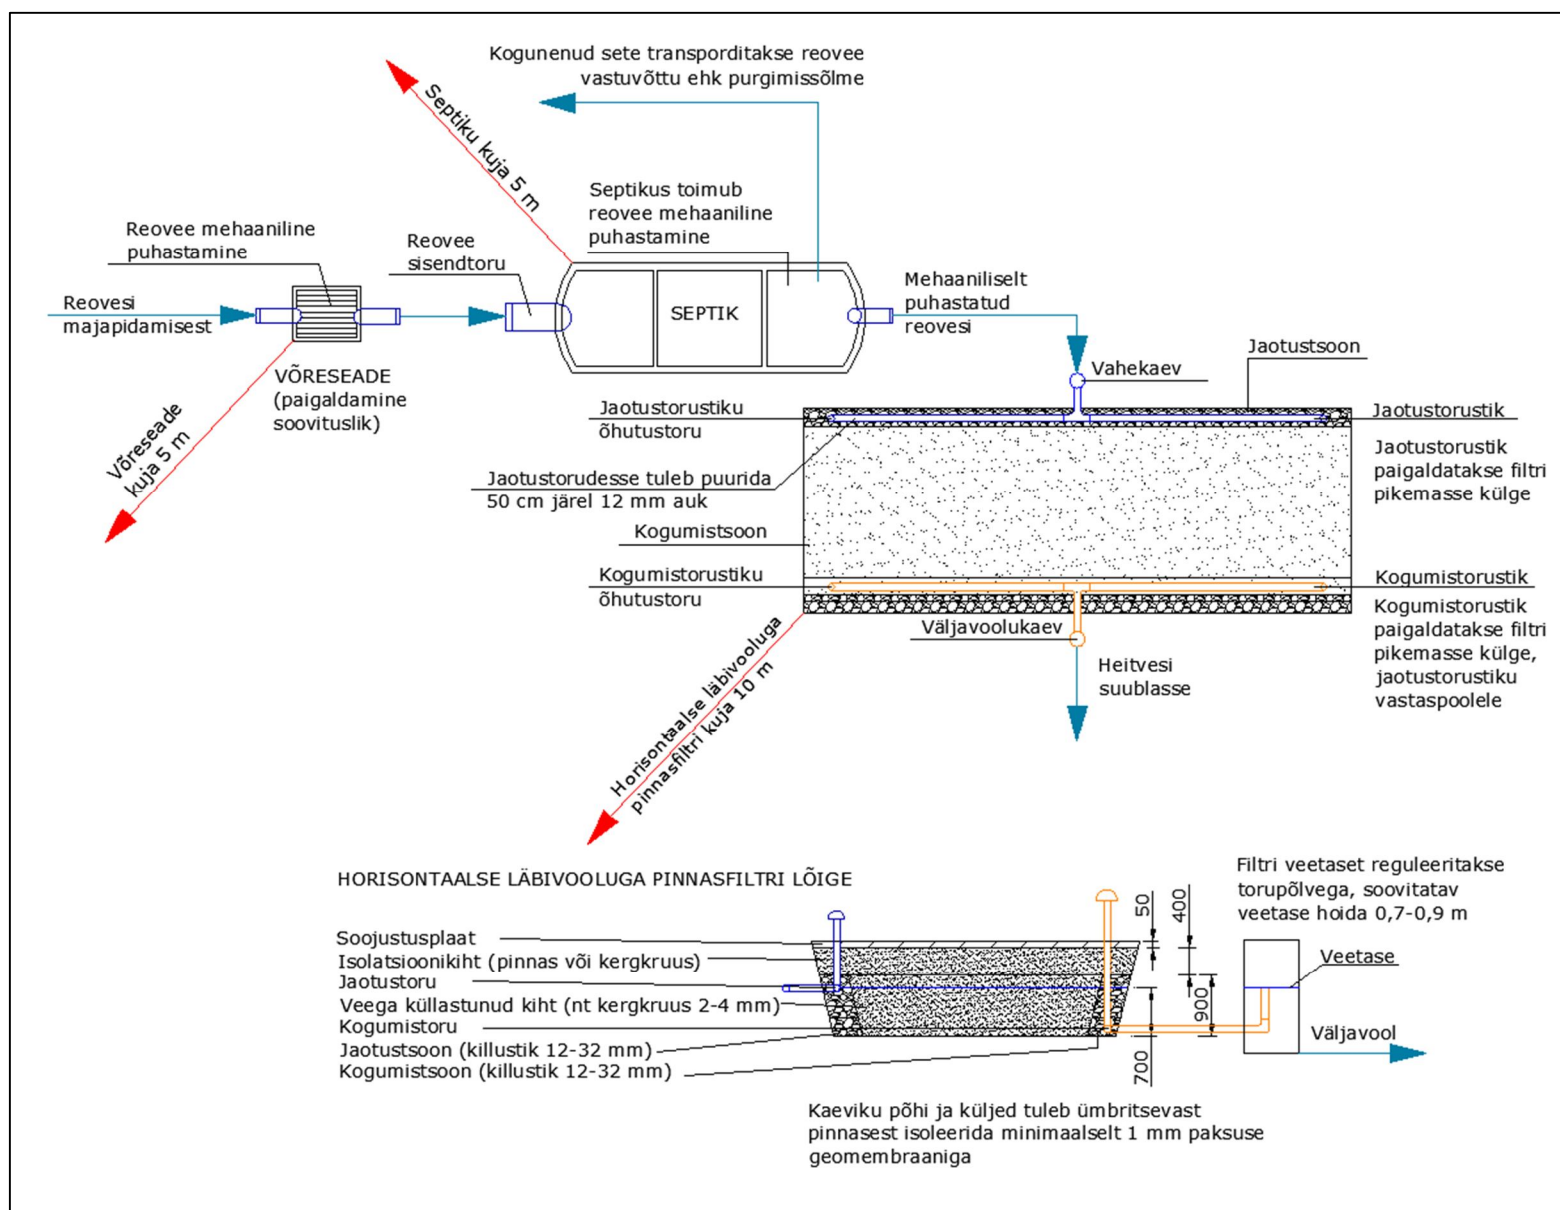 Kogunenud sete transporditakse reovee
vastuvõttu ehk purgimissõlme
Septiku kuja 5 m
Septikus toimub
reovee mehaaniline
puhastamine
Reovee mehaaniline
puhastamine
Reovee
sisendtoru
Mehaaniliselt
puhastatud
reovesi
Reovesi
majapidamisest
SEPTIK
VÕRESEADE
(paigaldamine
soovituslik)
Võreseade
kuja 5 m
Vahekaev
Jaotustsoon
Jaotustorustiku
õhutustoru
Jaotustorustik
Jaotustorustik
paigaldatakse filtri
pikemasse külge
Jaotustorudesse tuleb puurida
50 cm järel 12 mm auk
Kogumistsoon
Kogumistorustiku
õhutustoru
Kogumistorustik
Kogumistorustik
paigaldatakse filtri
pikemasse külge,
jaotustorustiku
vastaspoolele
Väljavoolukaev
Heitvesi
suublasse
Horisontaalse läbivooluga
pinnasfiltri kuja 10 m
HORISONTAALSE LÄBIVOOLUGA PINNASFILTRI LÕIGE
Filtri veetaset reguleeritakse
torupõlvega, soovitatav
veetase hoida 0,7-0,9 m
50
400
Soojustusplaat
Isolatsioonikiht (pinnas või kergkruus)
Jaotustoru
Veega küllastunud kiht (nt kergkruus 2-4 mm)
Kogumistoru
Jaotustsoon (killustik 12-32 mm)
Kogumistsoon (killustik 12-32 mm)
900
700
Veetase
Väljavool
Kaeviku põhi ja küljed tuleb ümbritsevast
pinnasest isoleerida minimaalselt 1 mm paksuse
geomembraaniga